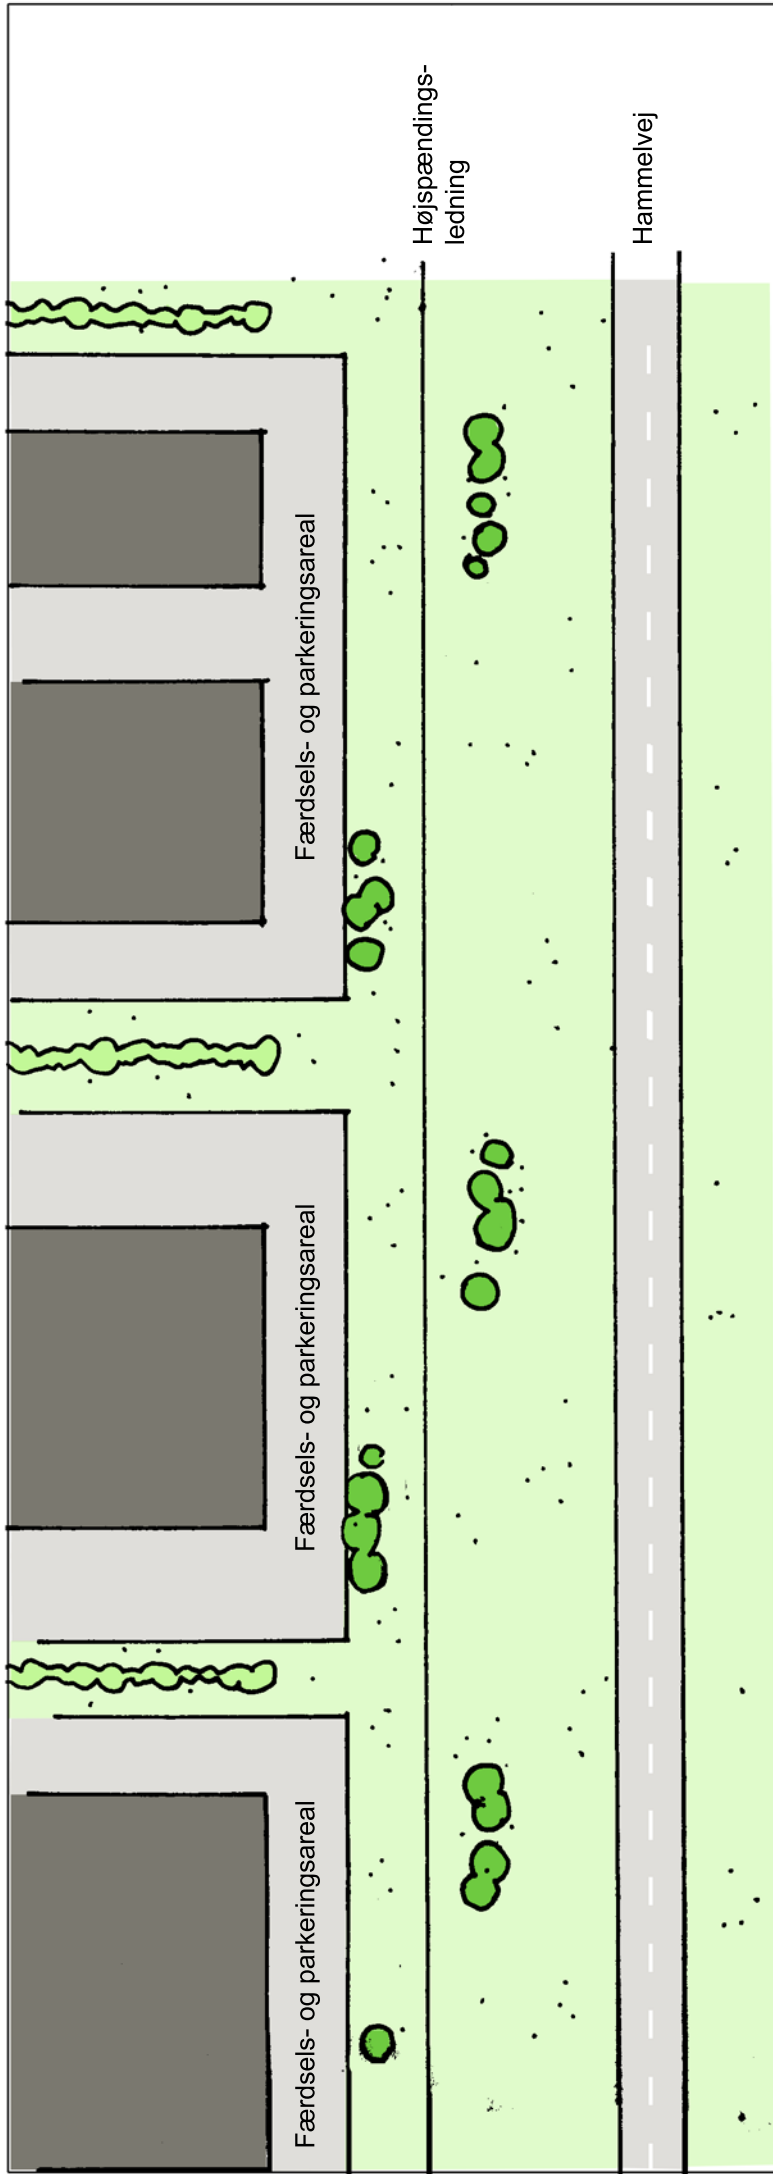 Højspændings-
ledning
Hammelvej
Færdsels- og parkeringsareal
Færdsels- og parkeringsareal
Færdsels- og parkeringsareal